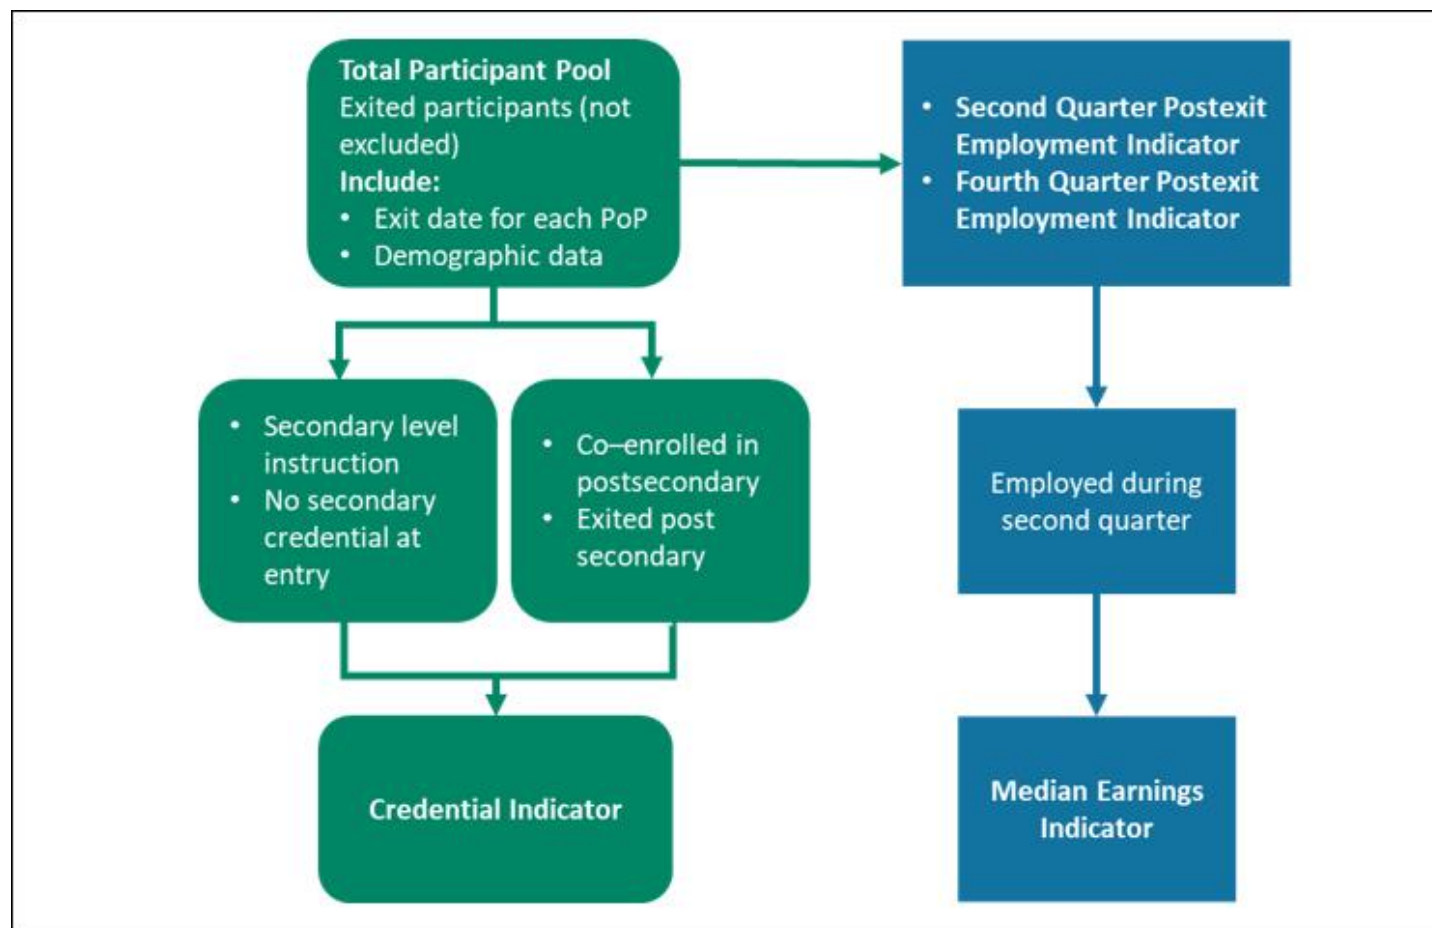 Total Participant Pool
Exited participants (not
excluded)
Include:
• Exit date for each PoP
• Demographic data
• Second Quarter Postexit
Employment Indicator
• Fourth Quarter Postexit
Employment Indicator
• Secondary level
instruction
• No secondary
credential at
entry
• Co–enrolled in
postsecondary
• Exited post
secondary
Employed during
second quarter
Credential Indicator
Median Earnings
Indicator